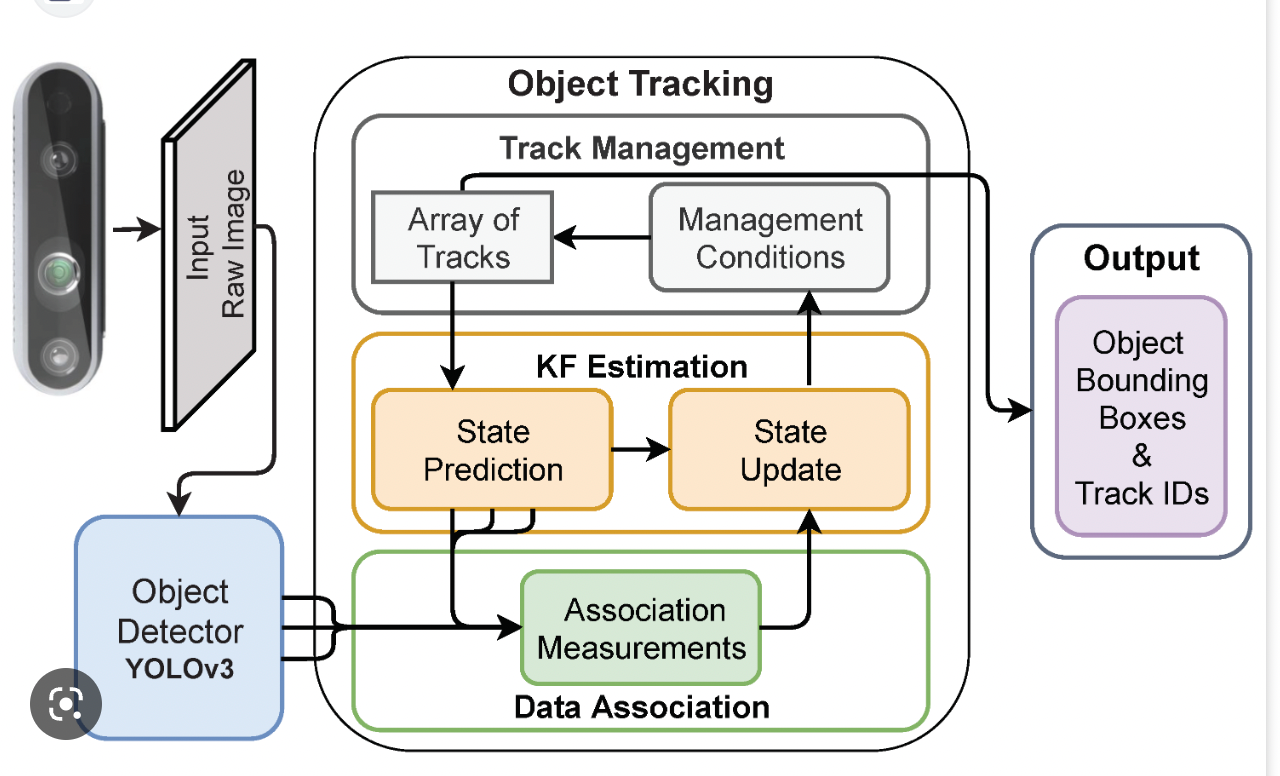 Object Tracking
Track Management
Input
Raw Image
Array of
Tracks
Management
Conditions
Output
Object
Bounding
Boxes
&
Track IDs
KF Estimation
State
Prediction
State
Update
Object
Detector
YOLOv3
Association
Measurements
Data Association